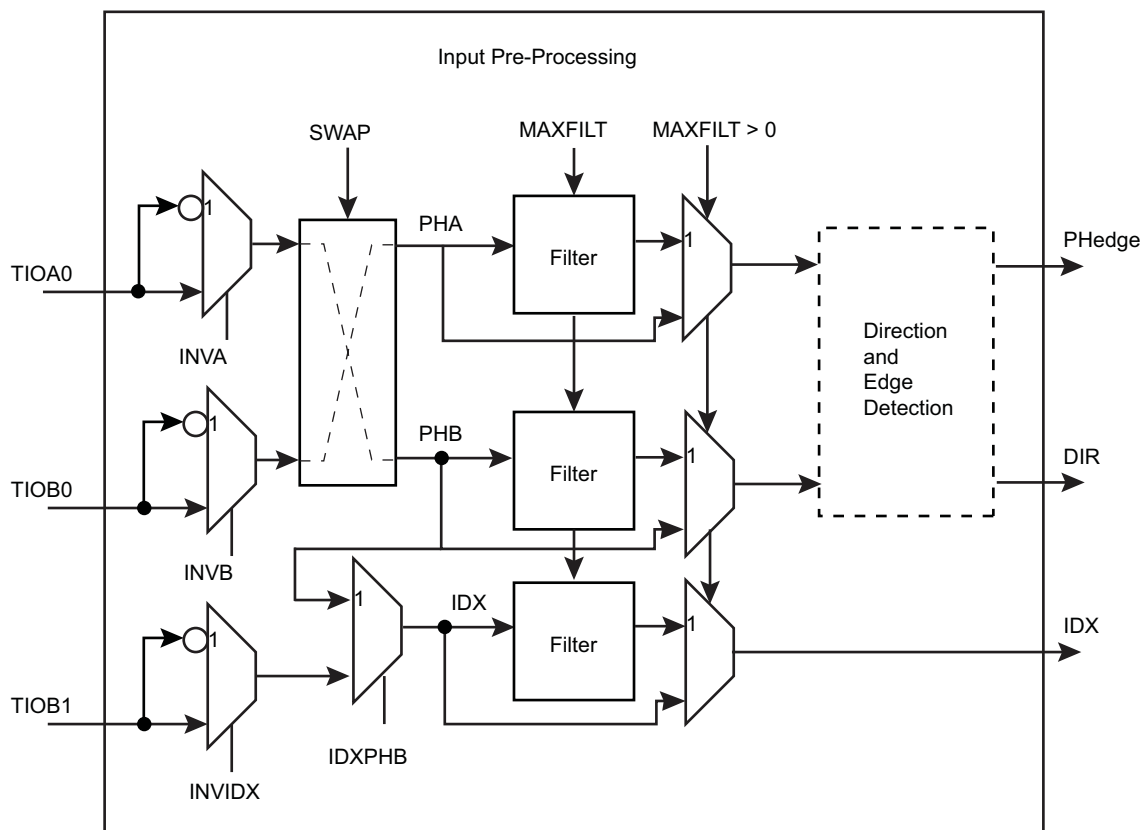 Input Pre-Processing
SWAP
MAXFILT
MAXFILT > 0
1
TIOA0
INVA
PHA
Filter
1
PHedge
Direction
and
Edge
Detection
1
TIOB0
INVB
PHB
Filter
1
DIR
1
IDX
Filter
1
IDX
1
TIOB1
INVIDX
IDXPHB